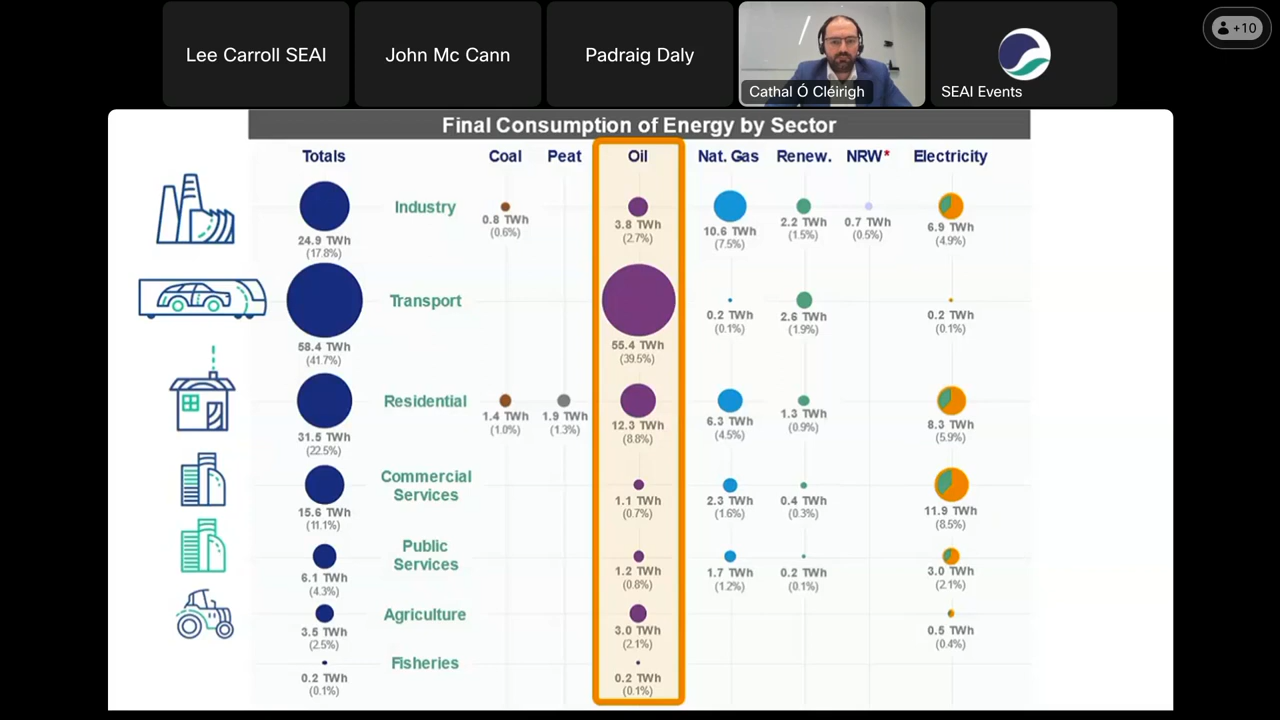 Lee Carroll SEAI
John Mc Cann
Padraig Daly
Cathal Ó Cléirigh
SEAI Events
+10
Final Consumption of Energy by Sector
Totals Coal Peat Oil Nat. Gas Renew. NRW* Electricity
Industry
24.9 TWh 0.8 TWh 3.8 TWh 10.6 TWh 2.2 TWh 0.7 TWh 6.9 TWh
(17.8%) (0.6%) (2.7%) (7.5%) (1.5%) (0.5%) (4.9%)
Transport
58.4 TWh 55.4 TWh 0.2 TWh 2.6 TWh 0.2 TWh
(41.7%) (39.5%) (0.1%) (1.9%) (0.1%)
Residential
31.5 TWh 1.4 TWh 1.9 TWh 12.3 TWh 6.3 TWh 1.3 TWh 8.3 TWh
(22.5%) (1.0%) (1.3%) (8.8%) (4.5%) (0.9%) (5.9%)
Commercial
Services
15.6 TWh 1.1 TWh 2.3 TWh 0.4 TWh 11.9 TWh
(11.1%) (0.7%) (1.6%) (0.3%) (8.5%)
Public
Services
6.1 TWh 1.2 TWh 1.7 TWh 0.2 TWh 3.0 TWh
(4.3%) (0.8%) (1.2%) (0.1%) (2.1%)
Agriculture
3.5 TWh 3.0 TWh 0.5 TWh
(2.5%) (2.1%) (0.4%)
Fisheries
0.2 TWh 0.2 TWh
(0.1%) (0.1%)